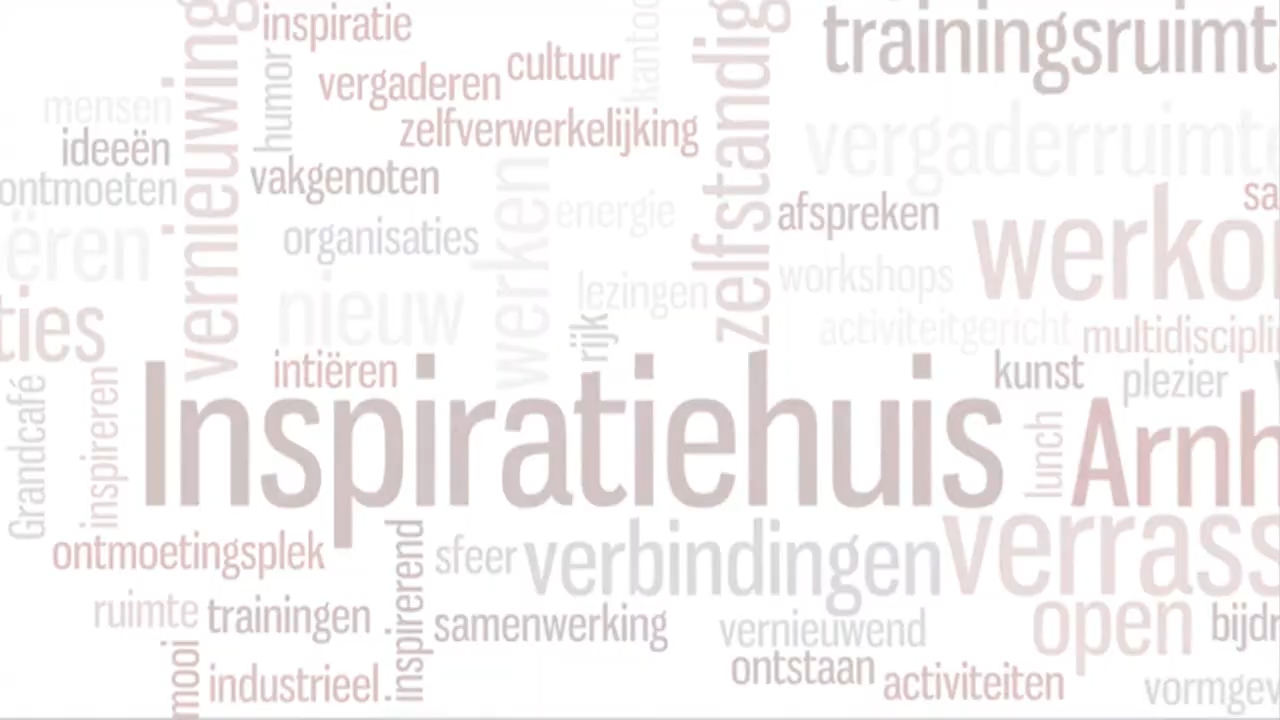 inspiratie
cultuur
kantoo
trainingsruimt
vernieuwing
humor
vergaderen
zelfstandig
mensen
zelfverwerkelijking
vergaderruimte
ideeën
vakgenoten
ontmoeten
energie
afspreken
sa
ëren
organisaties
werken
werko
nieuw
lezingen
workshops
ties
rijk
activiteitgericht
multidiscipli
intiëren
kunst
plezier
Grandcafé
inspireren
Inspiratiehuis
lunch
Arnh
ontmoetingsplek
inspirerend
sfeer
verbindingen
verrass
ruimte
trainingen
samenwerking
vernieuwend
open
bijdr
mooi
industrieel
ontstaan
activiteiten
vormgev